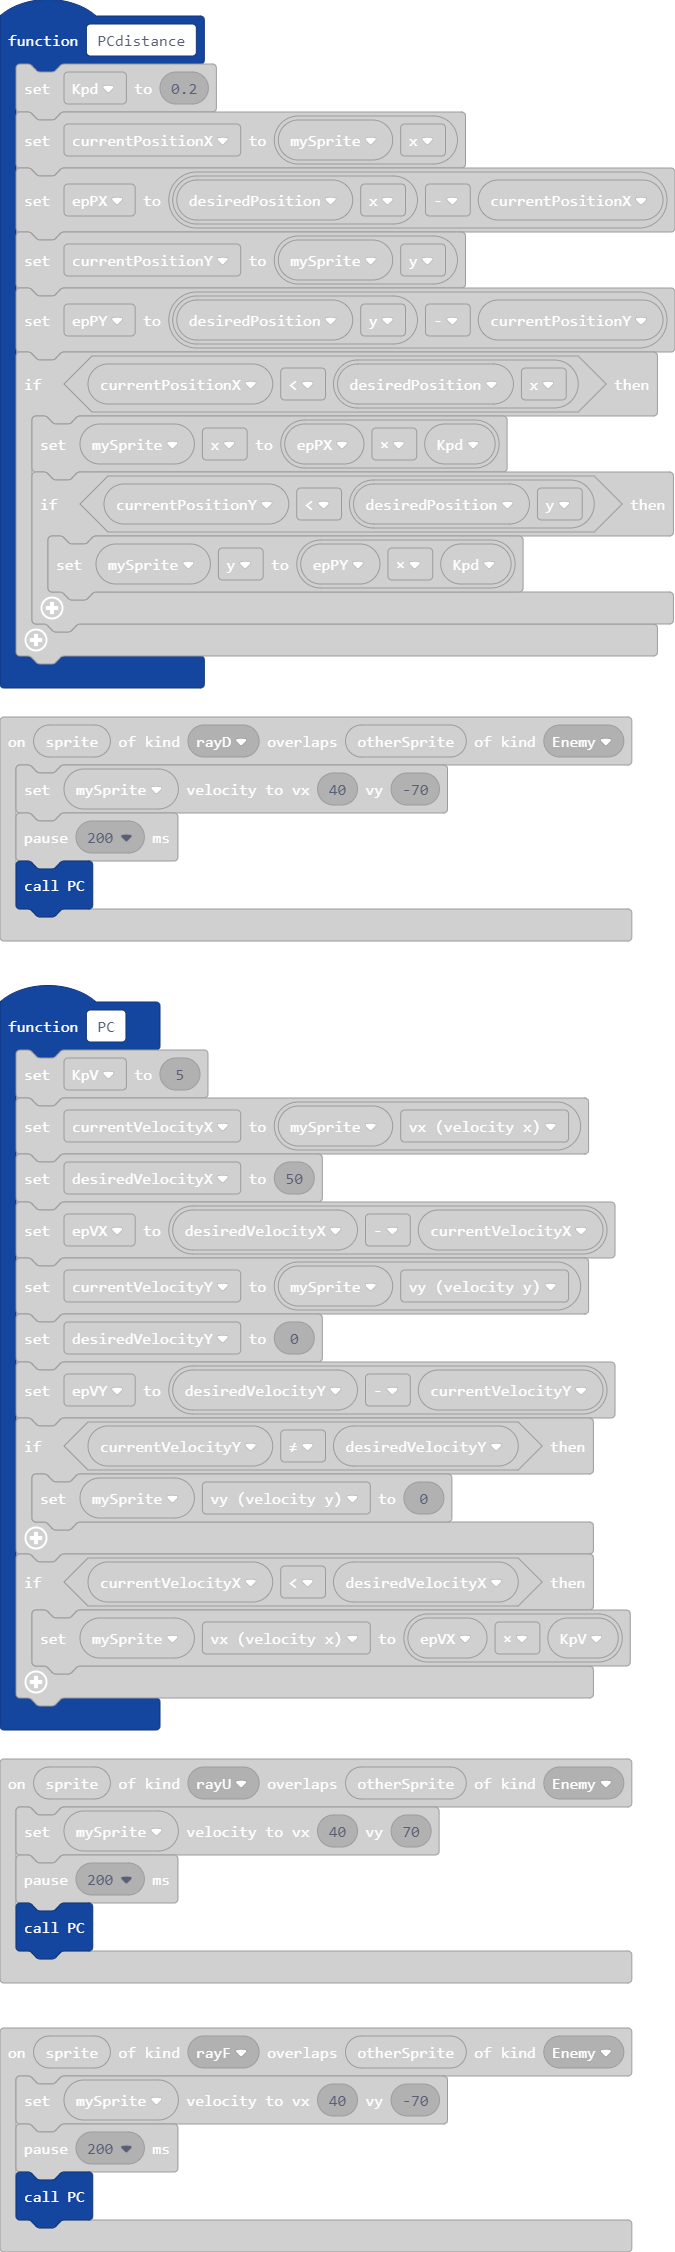 function PCdistance
set Kpd to 0.2
set currentPositionX to mySprite x
set epPX to desiredPosition x - currentPositionX
set currentPositionY to mySprite y
set epPY to desiredPosition y - currentPositionY
if currentPositionX < desiredPosition x then
set mySprite x to epPX × Kpd
if currentPositionY < desiredPosition y then
set mySprite y to epPY × Kpd
on sprite of kind rayD overlaps otherSprite of kind Enemy
set mySprite velocity to vx 40 vy -70
pause 200 ms
call PC
function PC
set KpV to 5
set currentVelocityX to mySprite vx (velocity x)
set desiredVelocityX to 50
set epVX to desiredVelocityX - currentVelocityX
set currentVelocityY to mySprite vy (velocity y)
set desiredVelocityY to 0
set epVY to desiredVelocityY - currentVelocityY
if currentVelocityY ≠ desiredVelocityY then
set mySprite vy (velocity y) to 0
if currentVelocityX < desiredVelocityX then
set mySprite vx (velocity x) to epVX × KpV
on sprite of kind rayU overlaps otherSprite of kind Enemy
set mySprite velocity to vx 40 vy 70
pause 200 ms
call PC
on sprite of kind rayF overlaps otherSprite of kind Enemy
set mySprite velocity to vx 40 vy -70
pause 200 ms
call PC